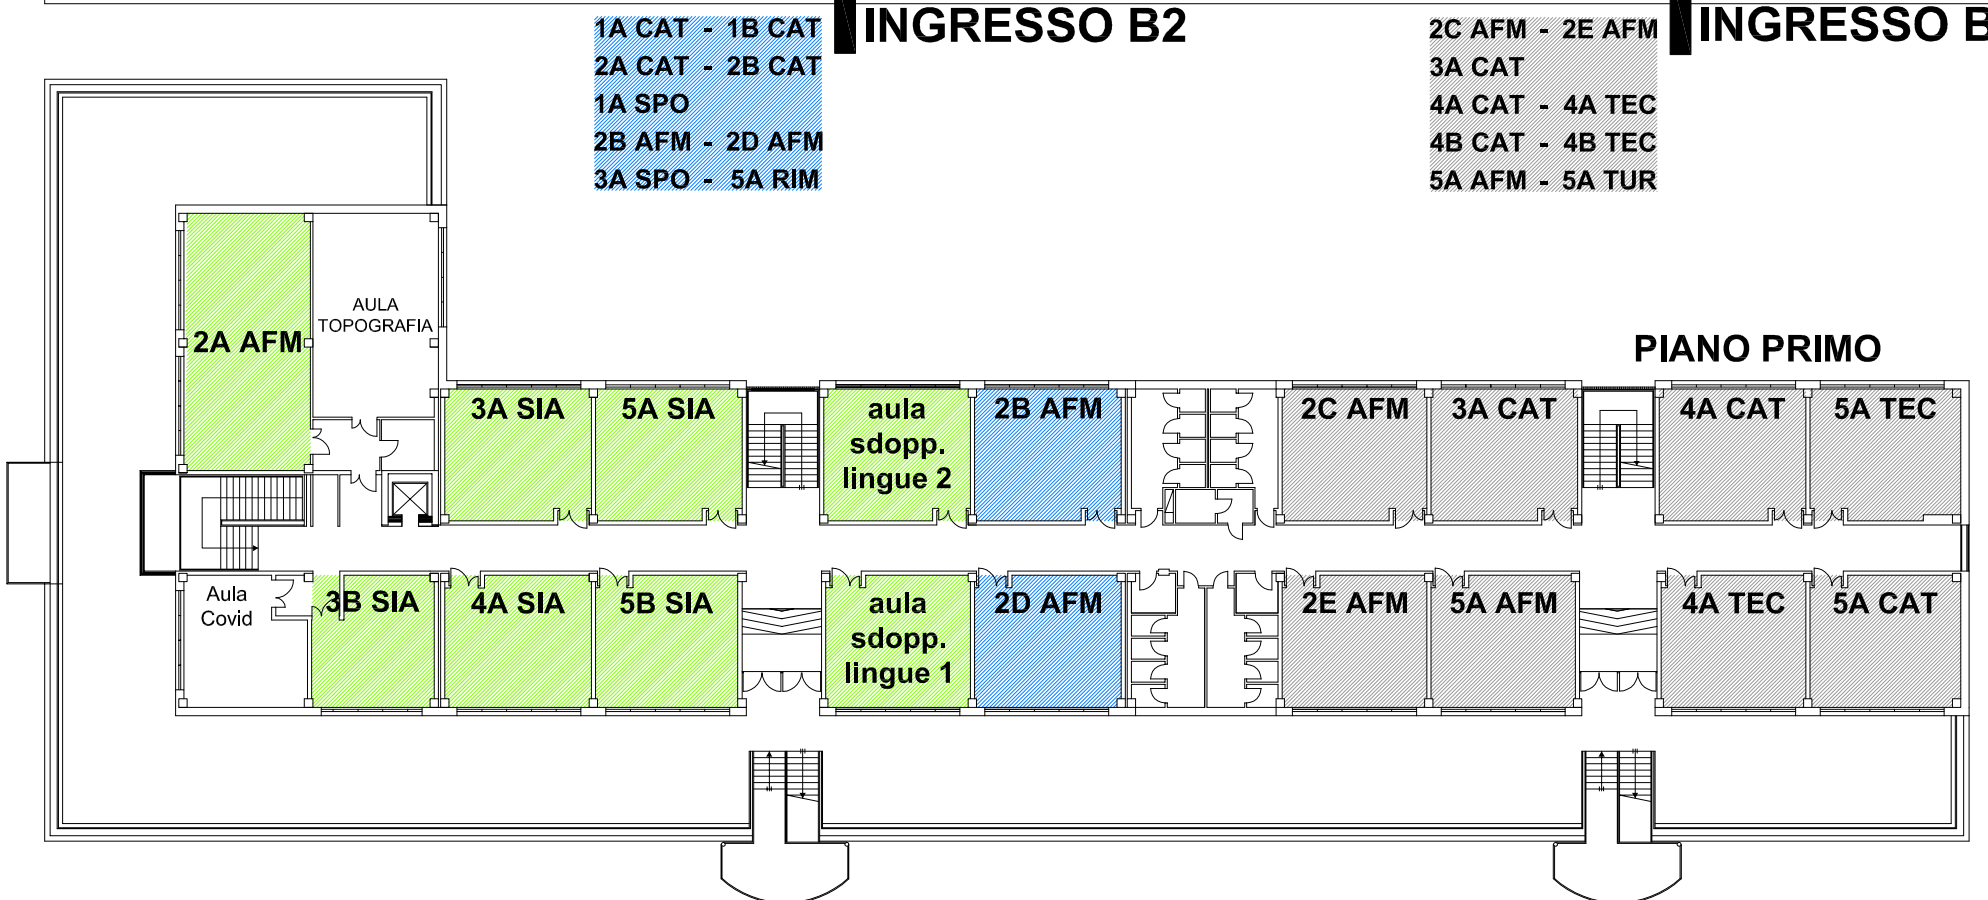 INGRESSO B2
INGRESSO B
1A CAT - 1B CAT
2A CAT - 2B CAT
1A SPO
2B AFM - 2D AFM
3A SPO - 5A RIM
2C AFM - 2E AFM
3A CAT
4A CAT - 4A TEC
4B CAT - 4B TEC
5A AFM - 5A TUR
PIANO PRIMO
2A AFM
AULA
TOPOGRAFIA
3A SIA
5A SIA
aula
sdopp.
lingue 2
2B AFM
2C AFM
3A CAT
4A CAT
5A TEC
Aula
Covid
3B SIA
4A SIA
5B SIA
aula
sdopp.
lingue 1
2D AFM
2E AFM
5A AFM
4A TEC
5A CAT